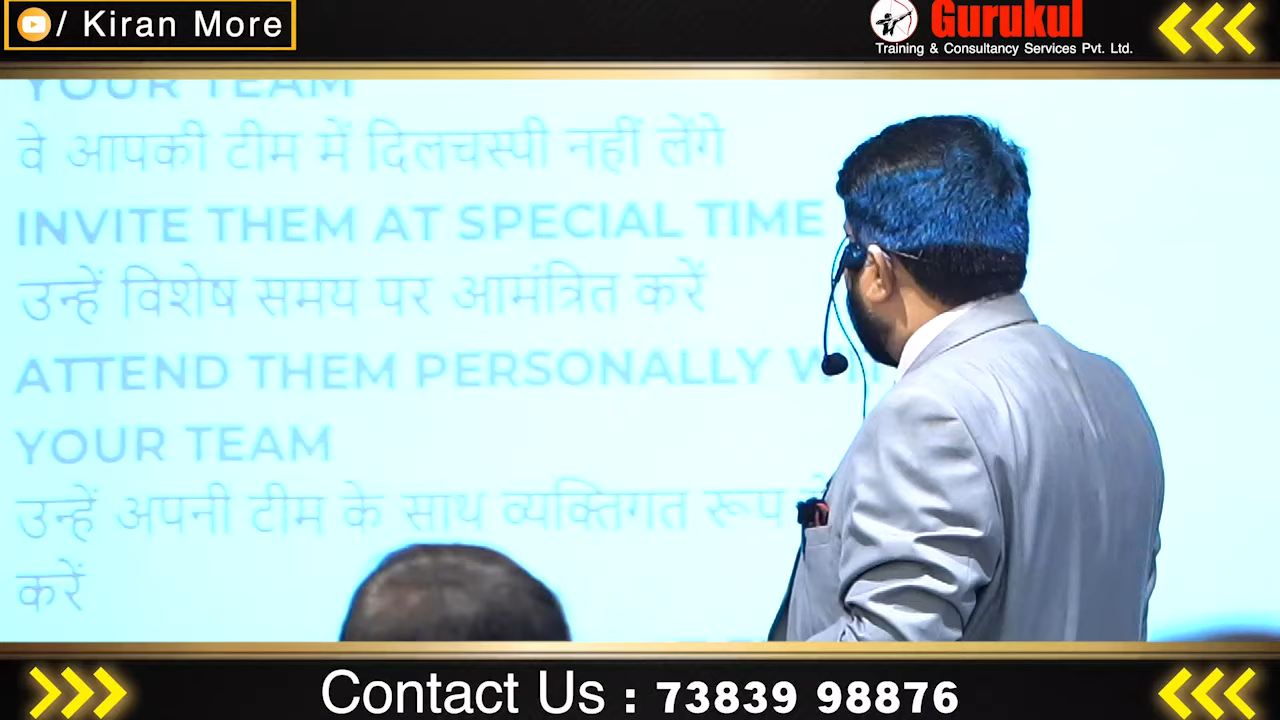 / Kiran More
Gurukul
Training & Consultancy Services Pvt. Ltd.
YOUR TEAM
वे आपकी टीम में दिलचस्पी नहीं लेंगे
INVITE THEM AT SPECIAL TIME
उन्हें विशेष समय पर आमंत्रित करें
ATTEND THEM PERSONALLY
YOUR TEAM
उन्हें अपनी टीम के साथ व्यक्तिगत रूप
करें
Contact Us : 73839 98876